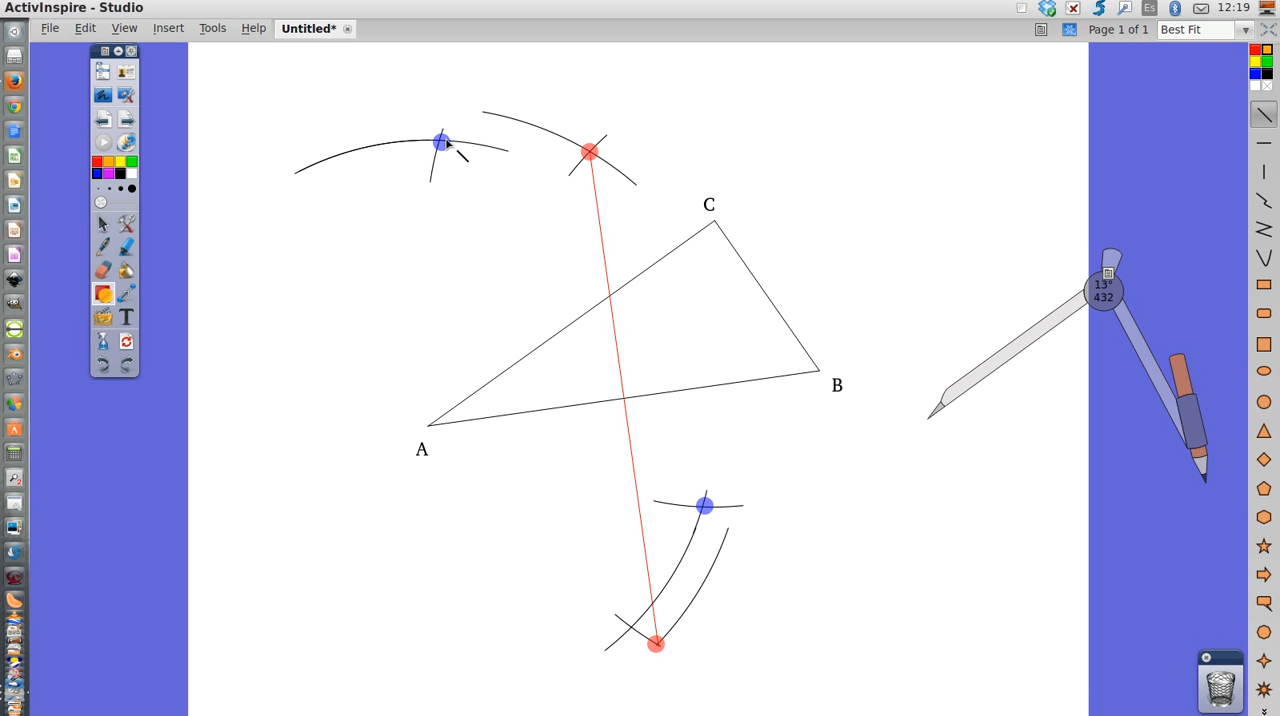 ActivInspire - Studio
Es 12:19
File Edit View Insert Tools Help Untitled*
Page 1 of 1 Best Fit
T
C
B
A
13°
432